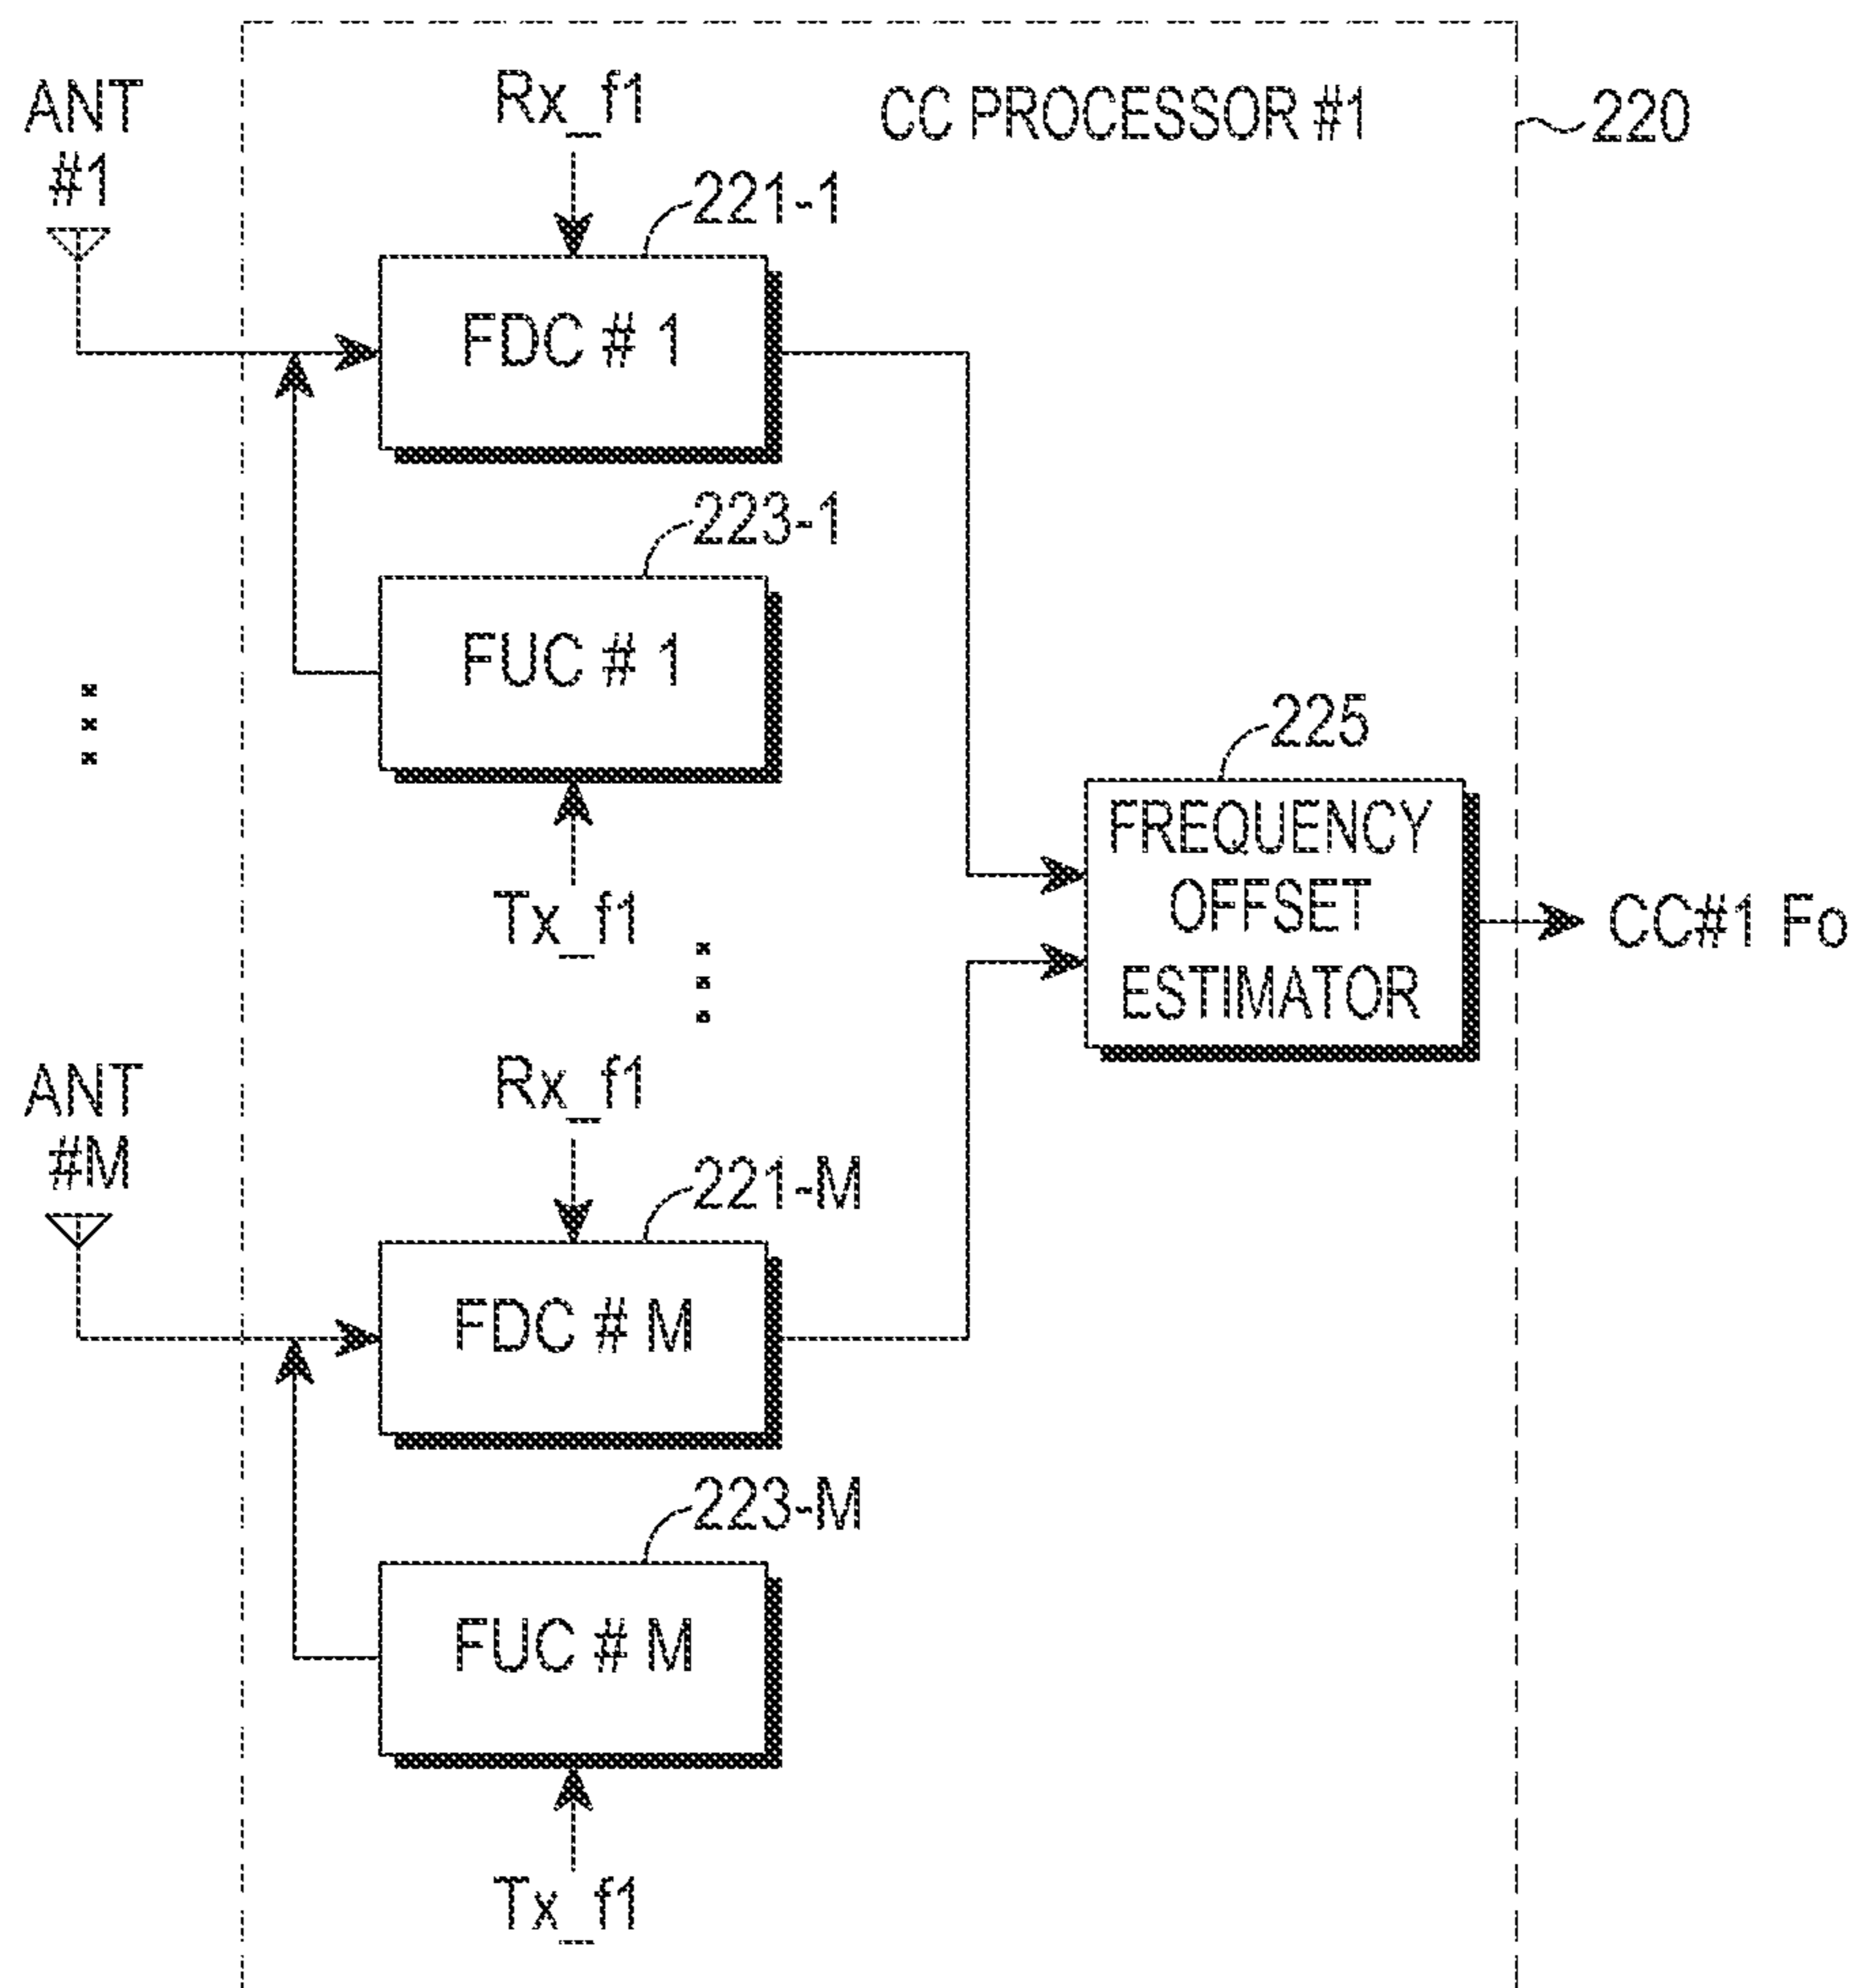 ANT
#1
Rx_f1
CC PROCESSOR #1
220
221-1
FDC # 1
223-1
FUC # 1
Tx_f1
225
FREQUENCY
OFFSET
ESTIMATOR
CC#1 Fo
ANT
#M
Rx_f1
221-M
FDC # M
223-M
FUC # M
Tx_f1